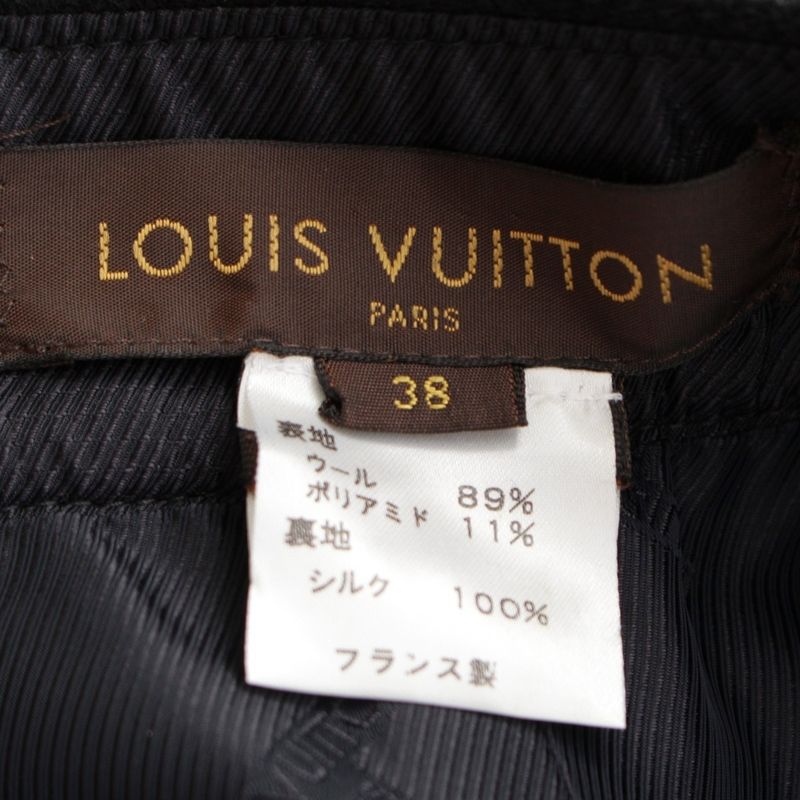 LOUIS VUITTON
PARIS
38
表地
ウール 89%
ポリアミド 11%
裏地
シルク 100%
フランス製
VUITTO